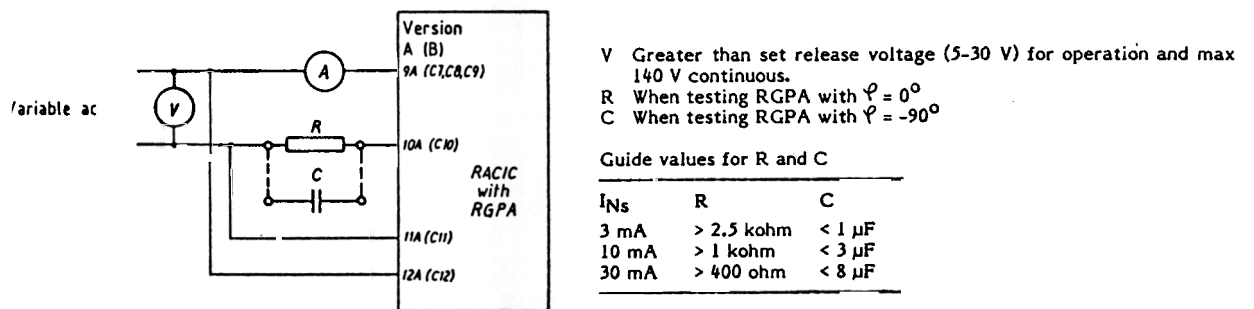 Version
A (B)
9A (C7,C8,C9)
A
V
Variable ac
R
10A (C10)
C
RACIC
with
RGPA
11A (C11)
12A (C12)
V Greater than set release voltage (5-30 V) for operation and max
140 V continuous.
R When testing RGPA with φ = 0°
C When testing RGPA with φ = -90°
Guide values for R and C
I_Ns R C
3 mA > 2.5 kohm < 1 µF
10 mA > 1 kohm < 3 µF
30 mA > 400 ohm < 8 µF